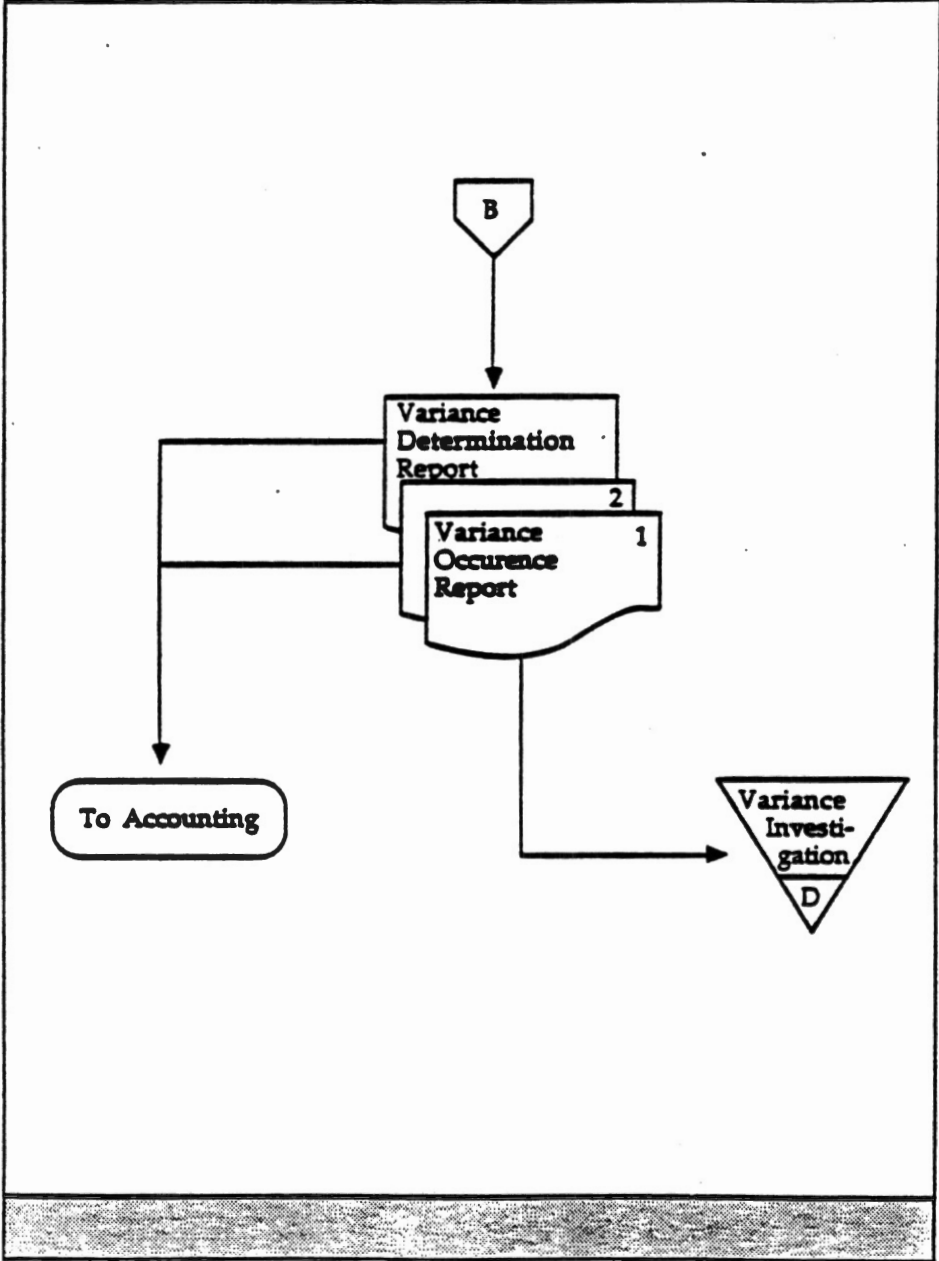 B
Variance
Determination
Report
2
Variance 1
Occurence
Report
To Accounting
Variance
Investi-
gation
D